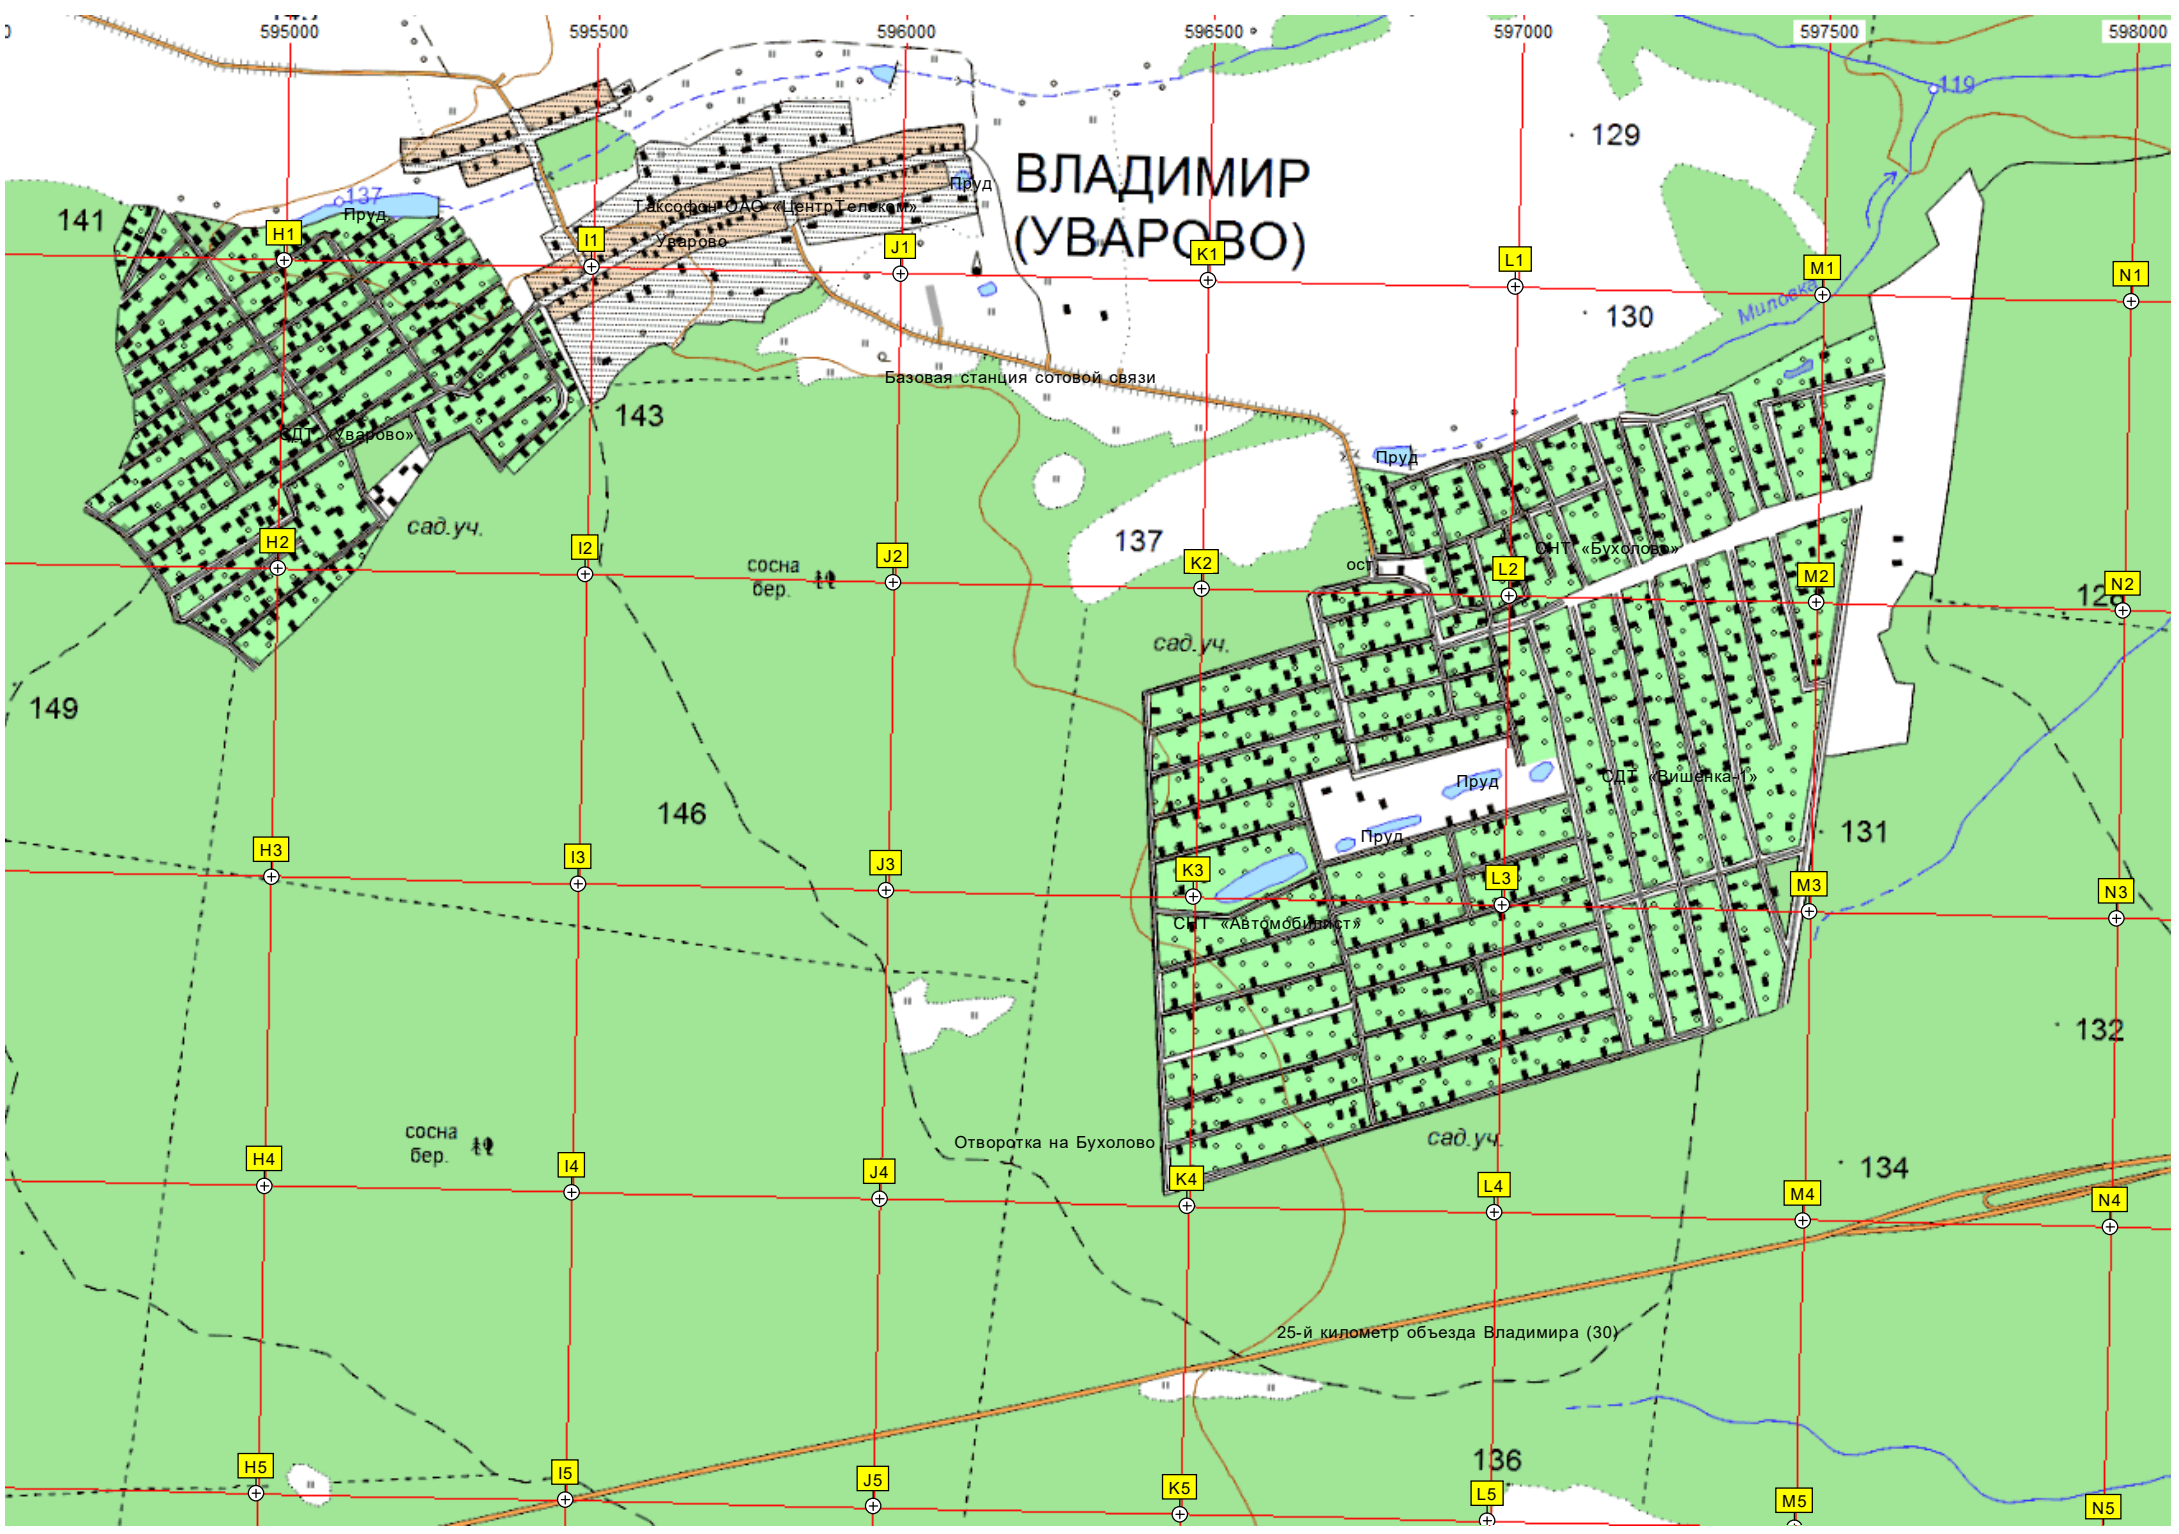 595000 595500 596000 596500 597000 597500 598000
119
129
ВЛАДИМИР
(УВАРОВО)
137
Пруд
141
Пруд
Таксофон ОАО «ЦентрТелеком»
Уварово
H1 I1 J1 K1 L1 M1 N1
Миловка
130
Базовая станция сотовой связи
143
СДТ «Уварово»
Пруд
сад.уч.
137
СНТ «Бухолово»
ост.
H2 I2 J2 K2 L2 M2 N2
сосна
бер.
128
сад.уч.
149
СДТ «Вишенка-1»
Пруд
146
131
Пруд
H3 I3 J3 K3 L3 M3 N3
СНТ «Автомобилист»
132
сосна
бер.
Отворотка на Бухолово
сад.уч.
134
H4 I4 J4 K4 L4 M4 N4
25-й километр объезда Владимира (30)
136
H5 I5 J5 K5 L5 M5 N5